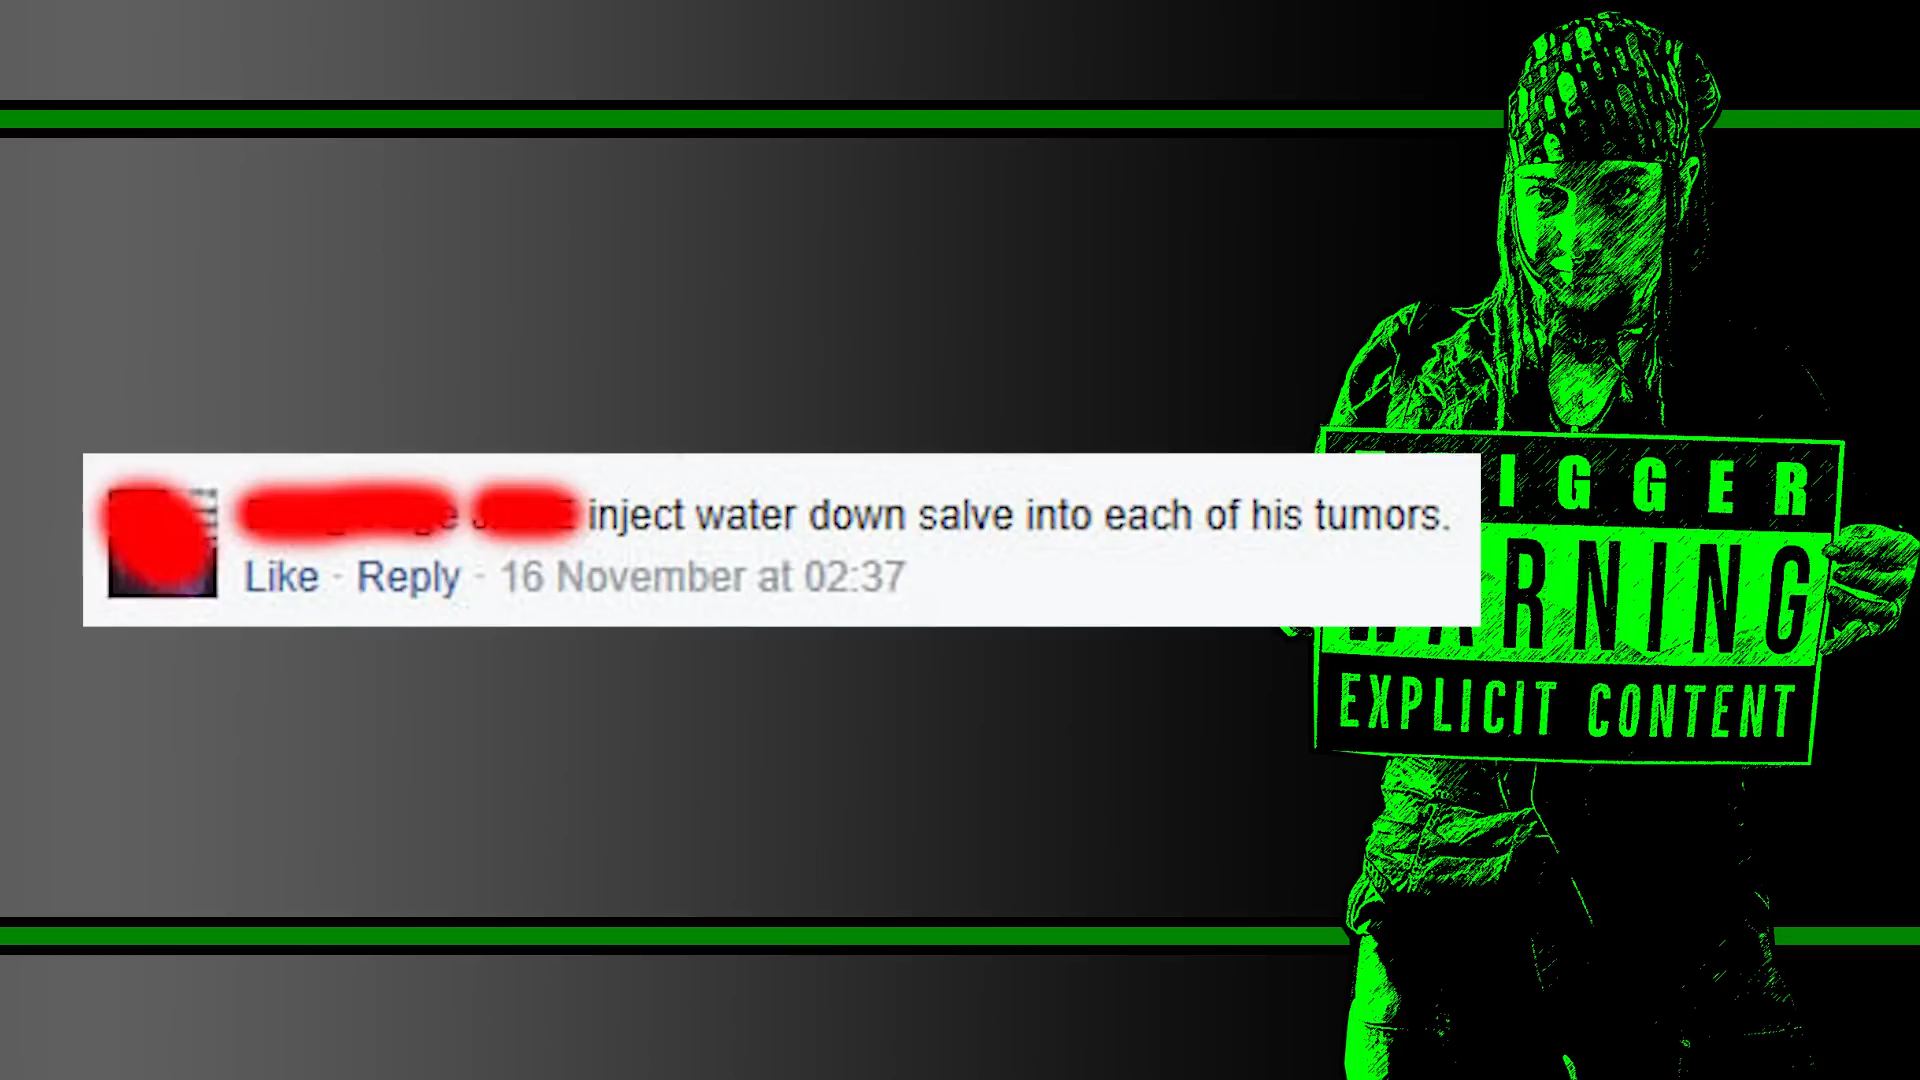 inject water down salve into each of his tumors.
Like · Reply · 16 November at 02:37
IGGER
ARNING
EXPLICIT CONTENT